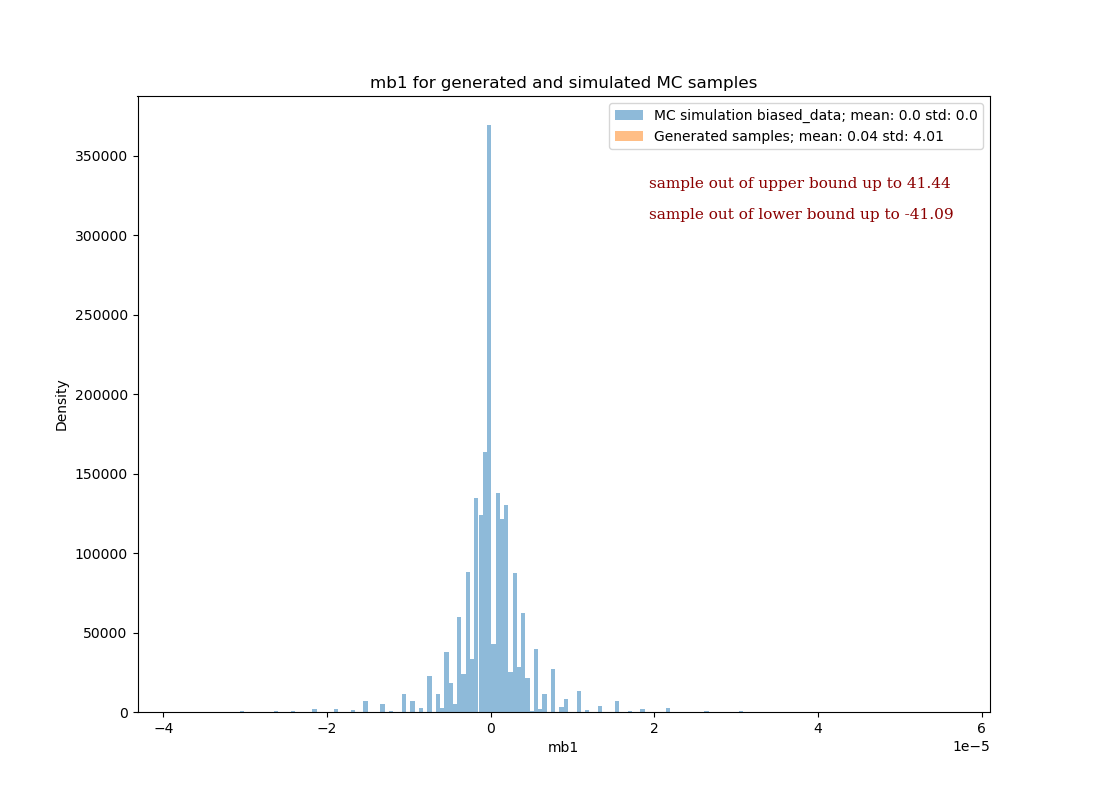 mb1 for generated and simulated MC samples
MC simulation biased_data; mean: 0.0 std: 0.0
Generated samples; mean: 0.04 std: 4.01
sample out of upper bound up to 41.44
sample out of lower bound up to -41.09
350000
300000
250000
200000
150000
100000
50000
0
Density
−4
−2
0
2
4
6
1e−5
mb1